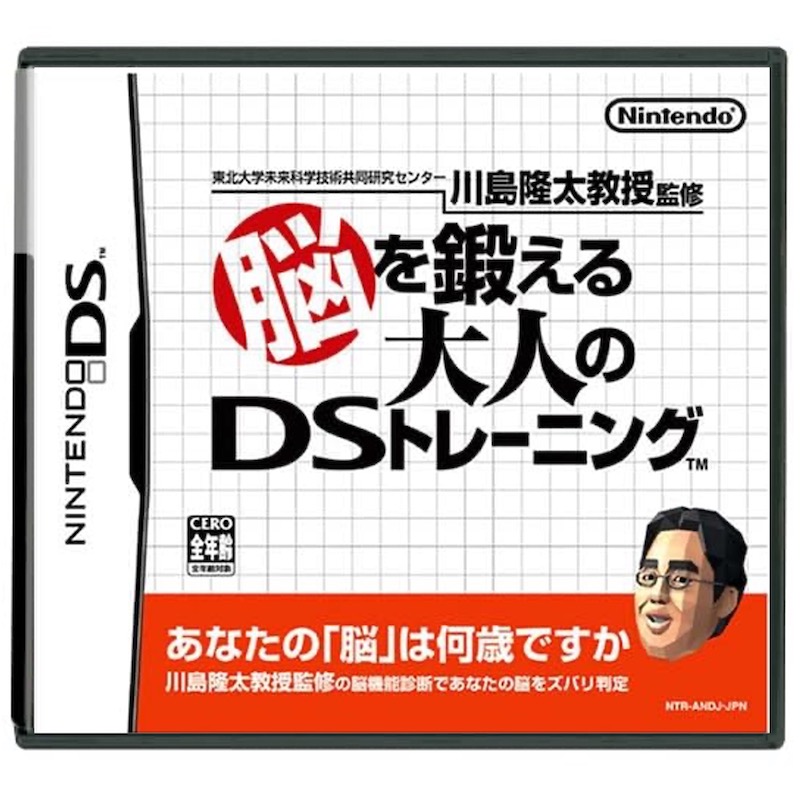 Nintendo®
東北大学未来科学技術共同研究センター 川島隆太教授監修
脳を鍛える
大人の
DSトレーニング™
NINTENDO DS™
CERO
全年齢
全年齢対象
あなたの「脳」は何歳ですか
川島隆太教授監修の脳機能診断であなたの脳をズバリ判定
NTR-ANDJ-JPN